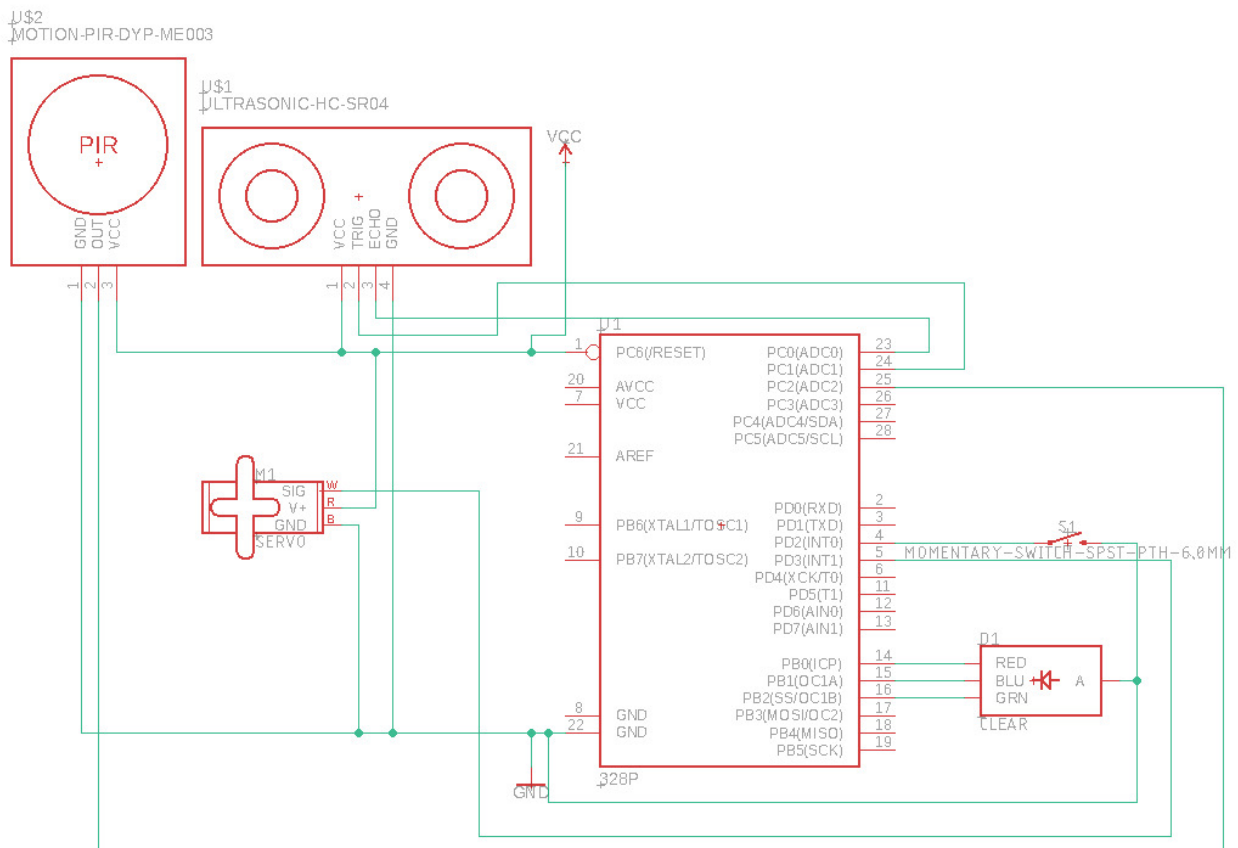 U$2
MOTION-PIR-DYP-ME003
PIR
GND
OUT
VCC
1
2
3
U$1
ULTRASONIC-HC-SR04
VCC
TRIG
ECHO
GND
1
2
3
4
VCC
U1
1 PC6(/RESET)
20 AVCC
7 VCC
21 AREF
9 PB6(XTAL1/TOSC1)
10 PB7(XTAL2/TOSC2)
8 GND
22 GND
PC0(ADC0) 23
PC1(ADC1) 24
PC2(ADC2) 25
PC3(ADC3) 26
PC4(ADC4/SDA) 27
PC5(ADC5/SCL) 28
PD0(RXD) 2
PD1(TXD) 3
PD2(INT0) 4
PD3(INT1) 5
PD4(XCK/T0) 6
PD5(T1) 11
PD6(AIN0) 12
PD7(AIN1) 13
PB0(ICP) 14
PB1(OC1A) 15
PB2(SS/OC1B) 16
PB3(MOSI/OC2) 17
PB4(MISO) 18
PB5(SCK) 19
328P
M1
SIG W
V+ R
GND B
SERVO
S1
MOMENTARY-SWITCH-SPST-PTH-6.0MM
D1
RED
BLU A
GRN
CLEAR
GND